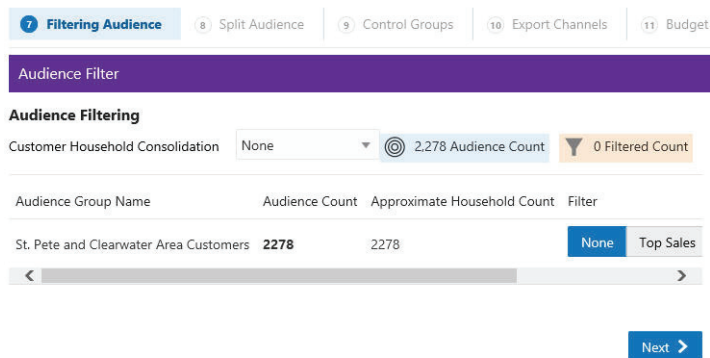 7 Filtering Audience 8 Split Audience 9 Control Groups 10 Export Channels 11 Budget
Audience Filter
Audience Filtering
Customer Household Consolidation None 2,278 Audience Count 0 Filtered Count
Audience Group Name Audience Count Approximate Household Count Filter
St. Pete and Clearwater Area Customers 2278 2278 None Top Sales
Next